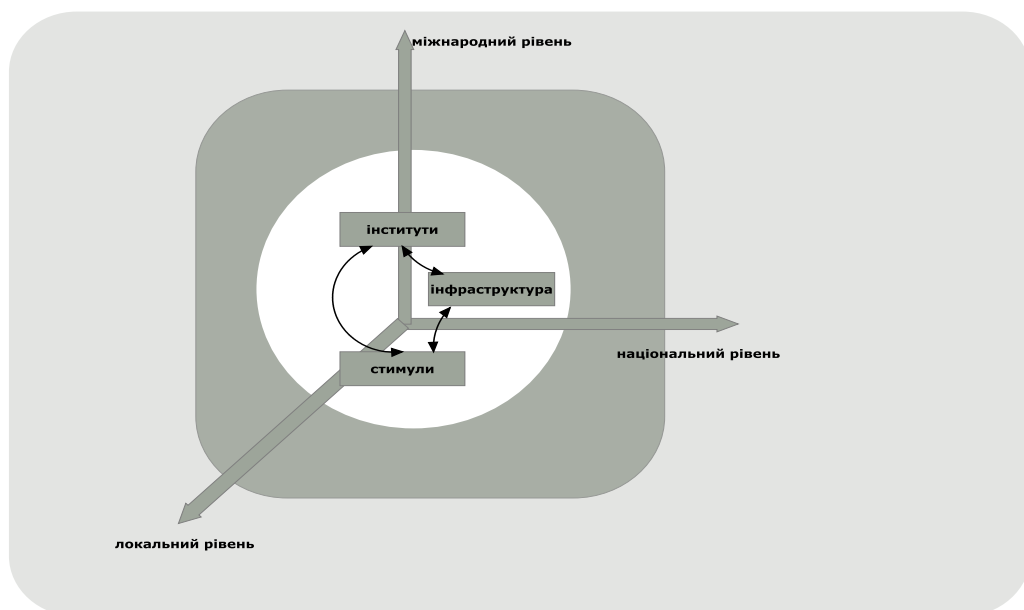 міжнародний рівень
інститути
інфраструктура
національний рівень
стимули
локальний рівень